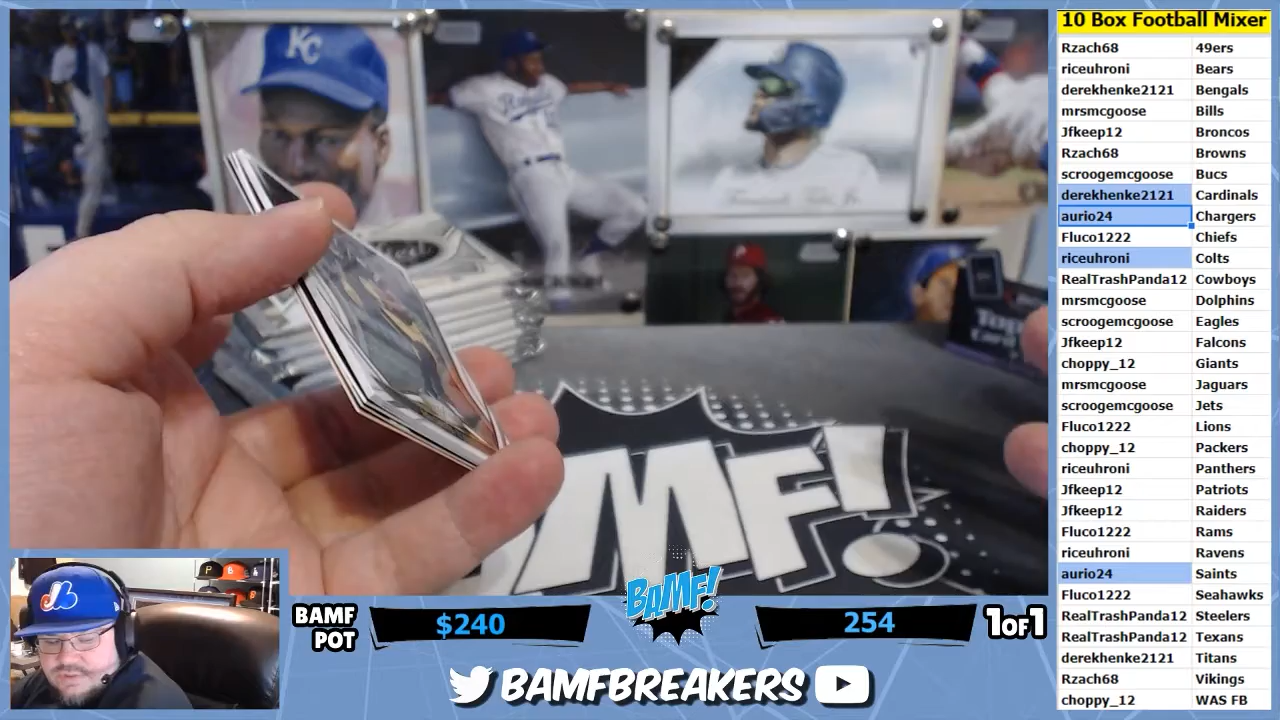 10 Box Football Mixer
Rzach68 49ers
riceuhroni Bears
derekhenke2121 Bengals
mrsmcgoose Bills
Jfkeep12 Broncos
Rzach68 Browns
scroogemcgoose Bucs
derekhenke2121 Cardinals
aurio24 Chargers
Fluco1222 Chiefs
riceuhroni Colts
RealTrashPanda12 Cowboys
mrsmcgoose Dolphins
scroogemcgoose Eagles
Jfkeep12 Falcons
choppy_12 Giants
mrsmcgoose Jaguars
scroogemcgoose Jets
Fluco1222 Lions
choppy_12 Packers
riceuhroni Panthers
Jfkeep12 Patriots
Jfkeep12 Raiders
Fluco1222 Rams
riceuhroni Ravens
aurio24 Saints
Fluco1222 Seahawks
RealTrashPanda12 Steelers
RealTrashPanda12 Texans
derekhenke2121 Titans
Rzach68 Vikings
choppy_12 WAS FB
KC
BAMF!
BAMF POT
$240
254
1 OF 1
BAMFBREAKERS